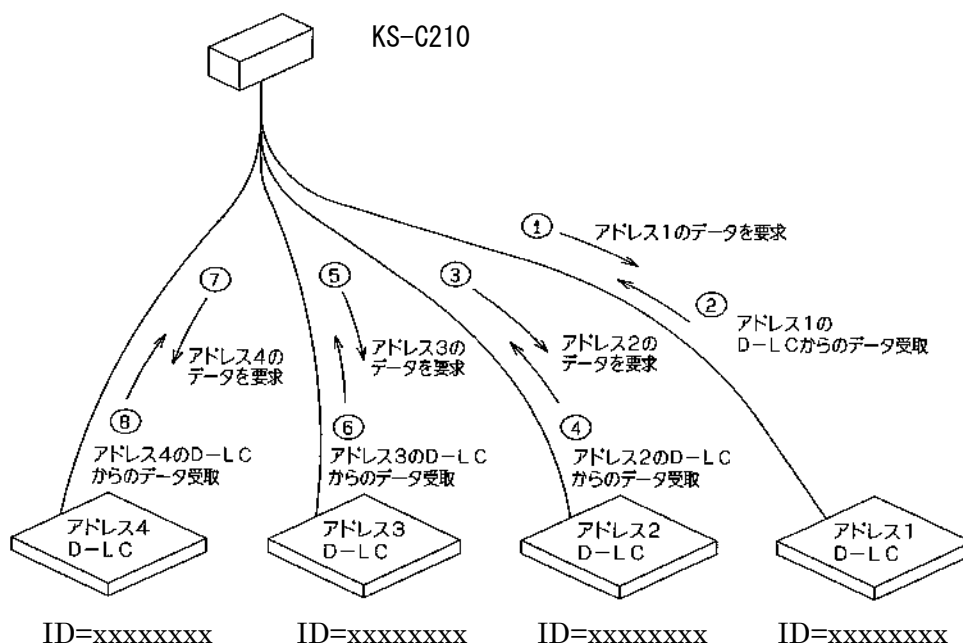 KS-C210
①
アドレス1のデータを要求
②
アドレス1の
D-LCからのデータ受取
③
アドレス2の
データを要求
④
アドレス2のD-LC
からのデータ受取
⑤
アドレス3の
データを要求
⑥
アドレス3のD-LC
からのデータ受取
⑦
アドレス4の
データを要求
⑧
アドレス4のD-LC
からのデータ受取
アドレス4
D-LC
アドレス3
D-LC
アドレス2
D-LC
アドレス1
D-LC
ID=xxxxxxxx
ID=xxxxxxxx
ID=xxxxxxxx
ID=xxxxxxxx